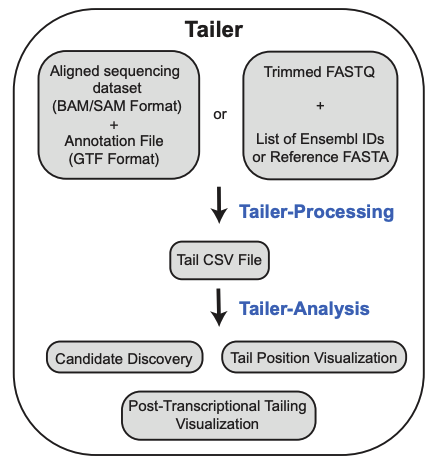 Tailer
Aligned sequencing
dataset
(BAM/SAM Format)
+
Annotation File
(GTF Format)
or
Trimmed FASTQ
+
List of Ensembl IDs
or Reference FASTA
Tailer-Processing
Tail CSV File
Tailer-Analysis
Candidate Discovery
Tail Position Visualization
Post-Transcriptional Tailing
Visualization